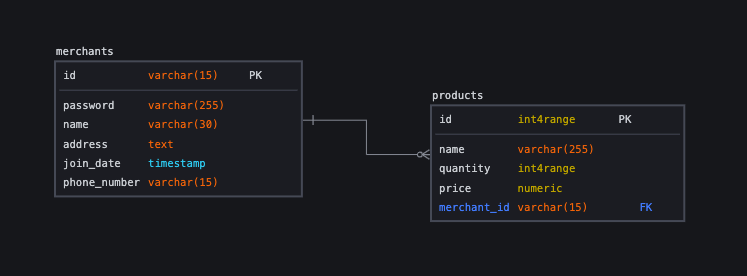 merchants
id varchar(15) PK
password varchar(255)
name varchar(30)
address text
join_date timestamp
phone_number varchar(15)
products
id int4range PK
name varchar(255)
quantity int4range
price numeric
merchant_id varchar(15) FK